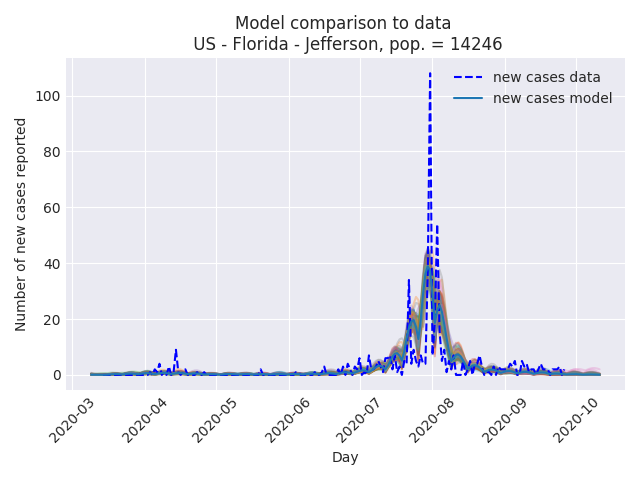 Model comparison to data
US - Florida - Jefferson, pop. = 14246
new cases data
new cases model
Number of new cases reported
100
80
60
40
20
0
2020-03
2020-04
2020-05
2020-06
2020-07
2020-08
2020-09
2020-10
Day